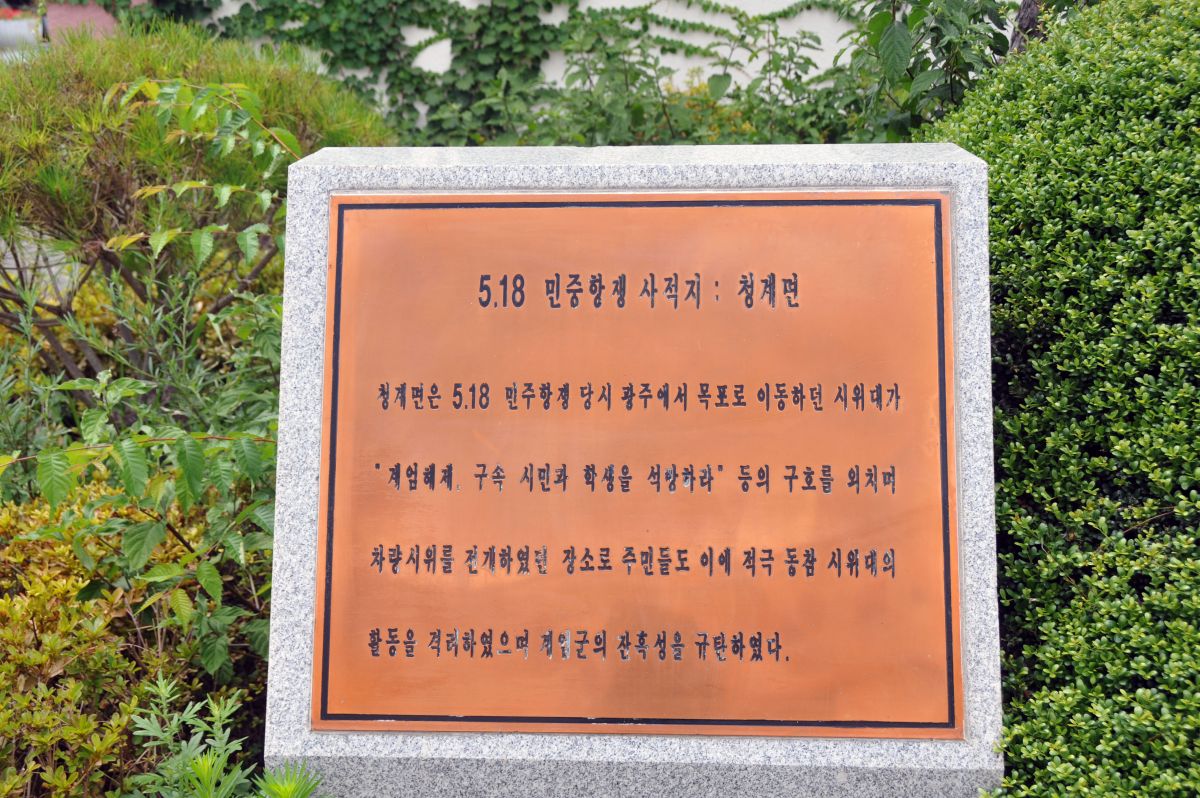 5.18 민중항쟁 사적지 : 청계면
청계면은 5.18 민주항쟁 당시 광주에서 목포로 이동하던 시위대가
"계엄해제, 구속 시민과 학생을 석방하라" 등의 구호를 외치며
차량시위를 전개하였던 장소로 주민들도 이에 적극 동참 시위대의
활동을 격려하였으며 계엄군의 잔혹성을 규탄하였다.